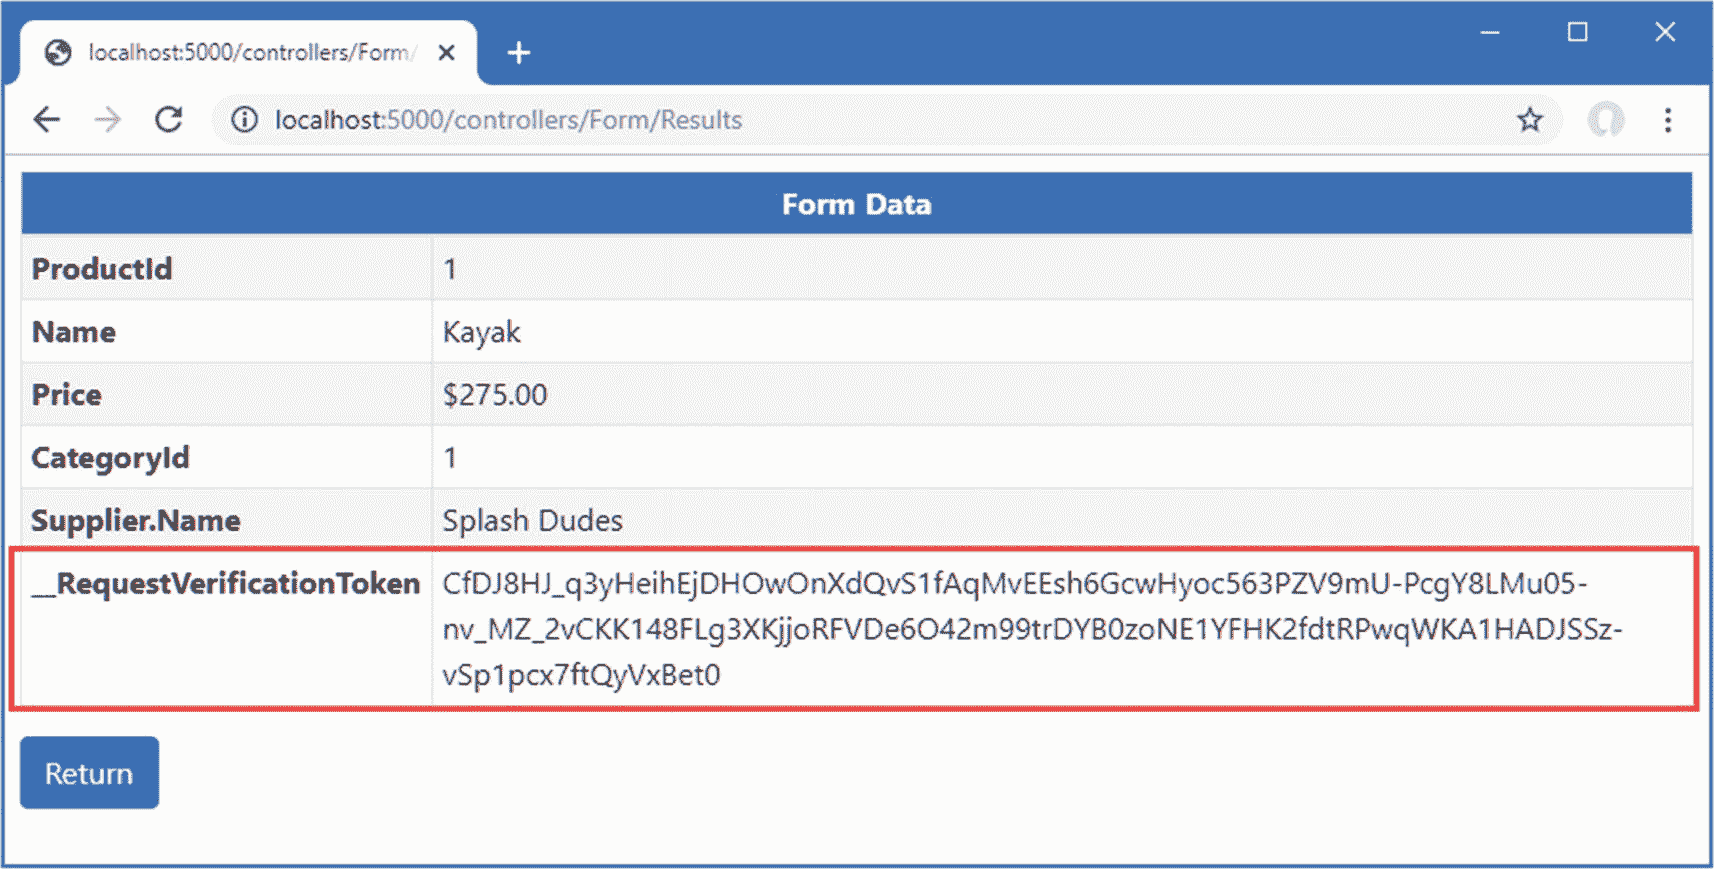 localhost:5000/controllers/Form/
localhost:5000/controllers/Form/Results
Form Data
ProductId 1
Name Kayak
Price $275.00
CategoryId 1
Supplier.Name Splash Dudes
__RequestVerificationToken CfDJ8HJ_q3yHeihEjDHOwOnXdQvS1fAqMvEEsh6GcwHyoc563PZV9mU-PcgY8LMu05-
nv_MZ_2vCKK148FLg3XKjjoRFVDe6O42m99trDYB0zoNE1YFHK2fdtRPwqWKA1HADJSSz-
vSp1pcx7ftQyVxBet0
Return